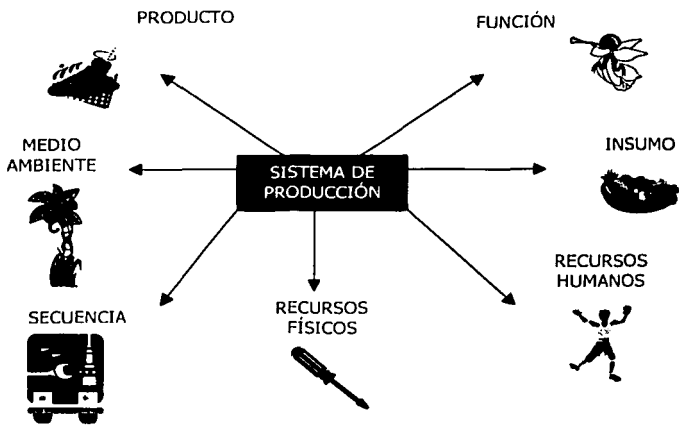 PRODUCTO
FUNCIÓN
MEDIO
AMBIENTE
SISTEMA DE
PRODUCCIÓN
INSUMO
RECURSOS
HUMANOS
SECUENCIA
RECURSOS
FÍSICOS